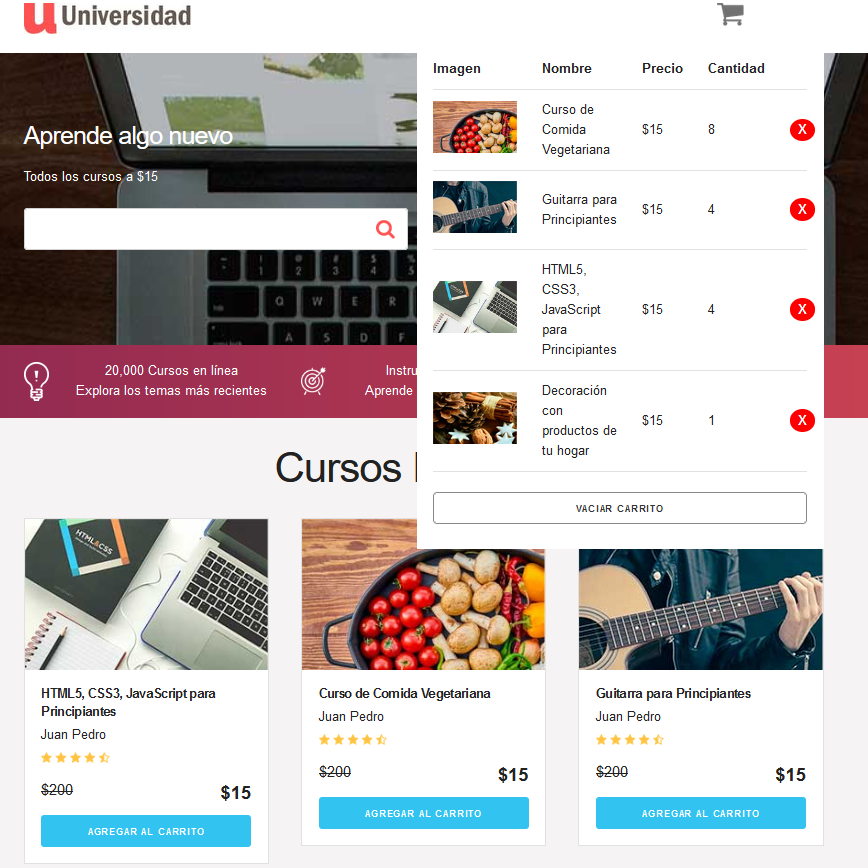 Universidad
Aprende algo nuevo
Todos los cursos a $15
20,000 Cursos en línea
Explora los temas más recientes
Instru
Aprende
Imagen Nombre Precio Cantidad
Curso de
Comida
Vegetariana
$15 8 X
Guitarra para
Principiantes
$15 4 X
HTML5,
CSS3,
JavaScript
para
Principiantes
$15 4 X
Decoración
con
productos de
tu hogar
$15 1 X
VACIAR CARRITO
Cursos
HTML5, CSS3, JavaScript para
Principiantes
Juan Pedro
$200 $15
AGREGAR AL CARRITO
Curso de Comida Vegetariana
Juan Pedro
$200 $15
AGREGAR AL CARRITO
Guitarra para Principiantes
Juan Pedro
$200 $15
AGREGAR AL CARRITO